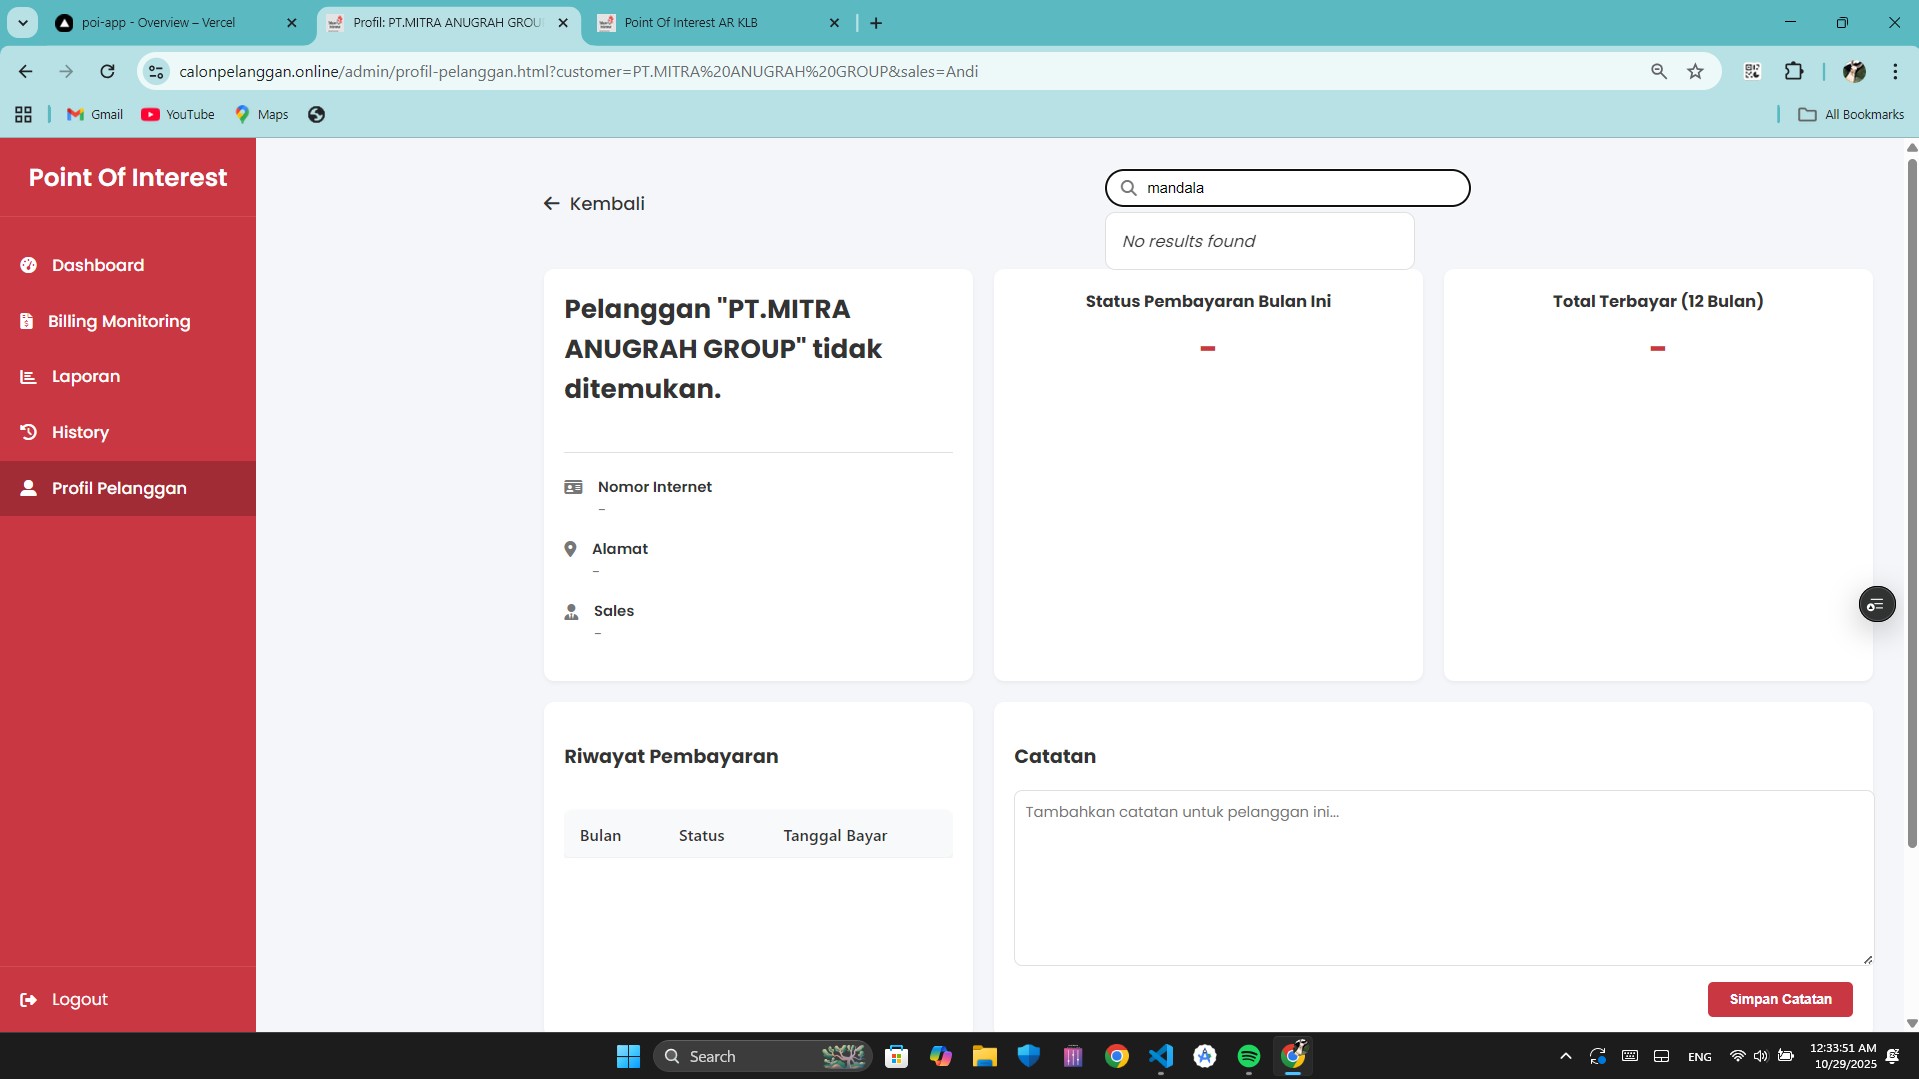 poi-app - Overview – Vercel
Profil: PT.MITRA ANUGRAH GROU
Point Of Interest AR KLB
calonpelanggan.online/admin/profil-pelanggan.html?customer=PT.MITRA%20ANUGRAH%20GROUP&sales=Andi
Gmail
YouTube
Maps
All Bookmarks
Point Of Interest
Dashboard
Billing Monitoring
Laporan
History
Profil Pelanggan
Logout
Kembali
mandala
No results found
Pelanggan "PT.MITRA
ANUGRAH GROUP" tidak
ditemukan.
Nomor Internet
-
Alamat
-
Sales
-
Status Pembayaran Bulan Ini
-
Total Terbayar (12 Bulan)
-
Riwayat Pembayaran
Bulan Status Tanggal Bayar
Catatan
Tambahkan catatan untuk pelanggan ini...
Simpan Catatan
Search
ENG
12:33:51 AM
10/29/2025